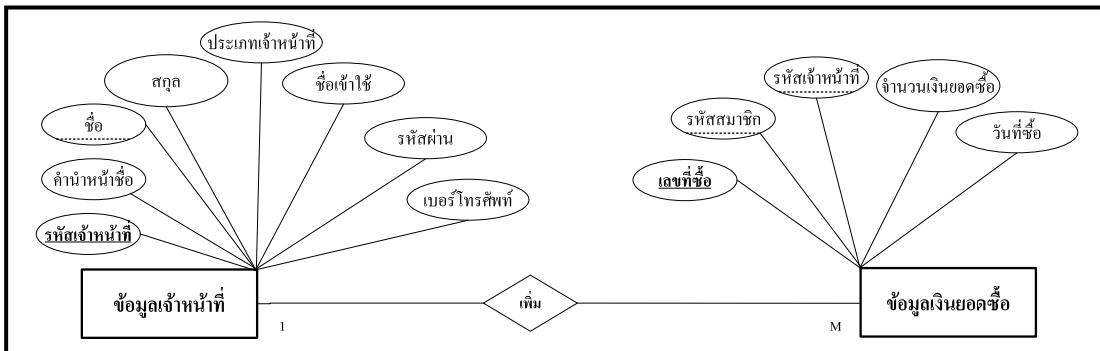 ประเภทเจ้าหน้าที่
สกุล
ชื่อเข้าใช้
ชื่อ
รหัสผ่าน
คำนำหน้าชื่อ
เบอร์โทรศัพท์
รหัสเจ้าหน้าที่
ข้อมูลเจ้าหน้าที่
1
เพิ่ม
M
รหัสเจ้าหน้าที่
จำนวนเงินยอดซื้อ
รหัสสมาชิก
วันที่ซื้อ
เลขที่ซื้อ
ข้อมูลเงินยอดซื้อ